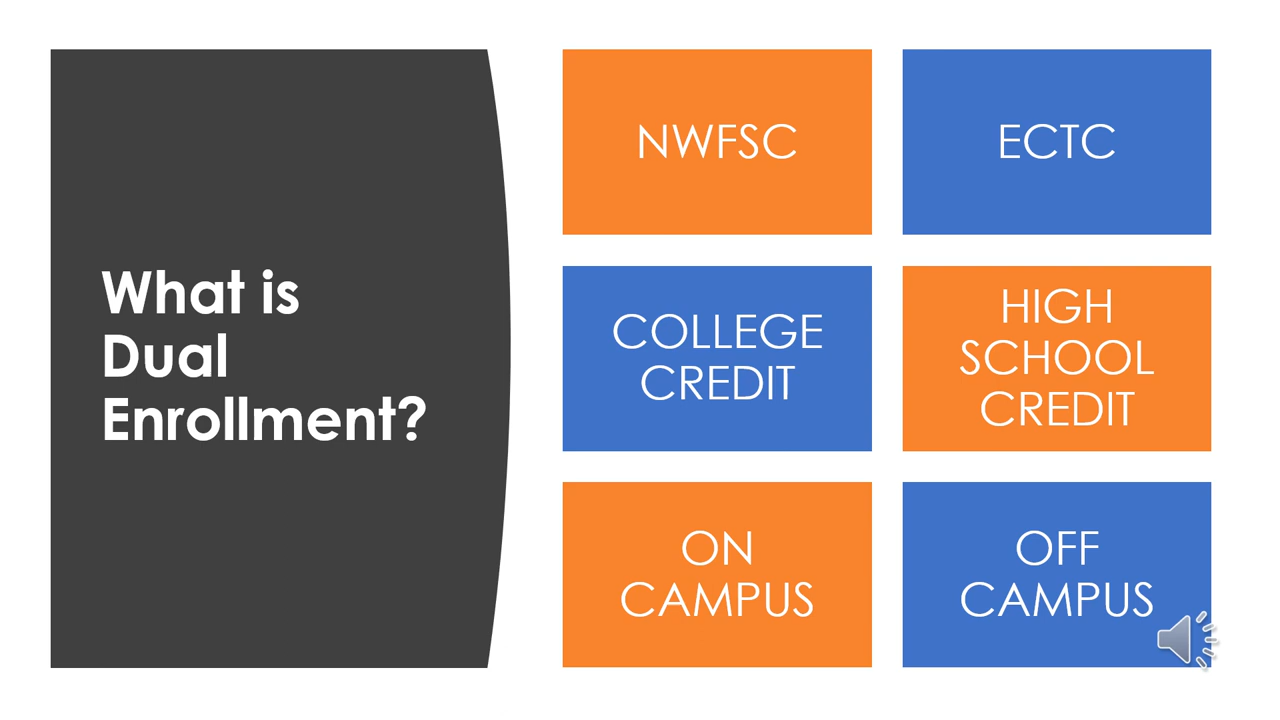 What is
Dual
Enrollment?
NWFSC
ECTC
COLLEGE
CREDIT
HIGH
SCHOOL
CREDIT
ON
CAMPUS
OFF
CAMPUS